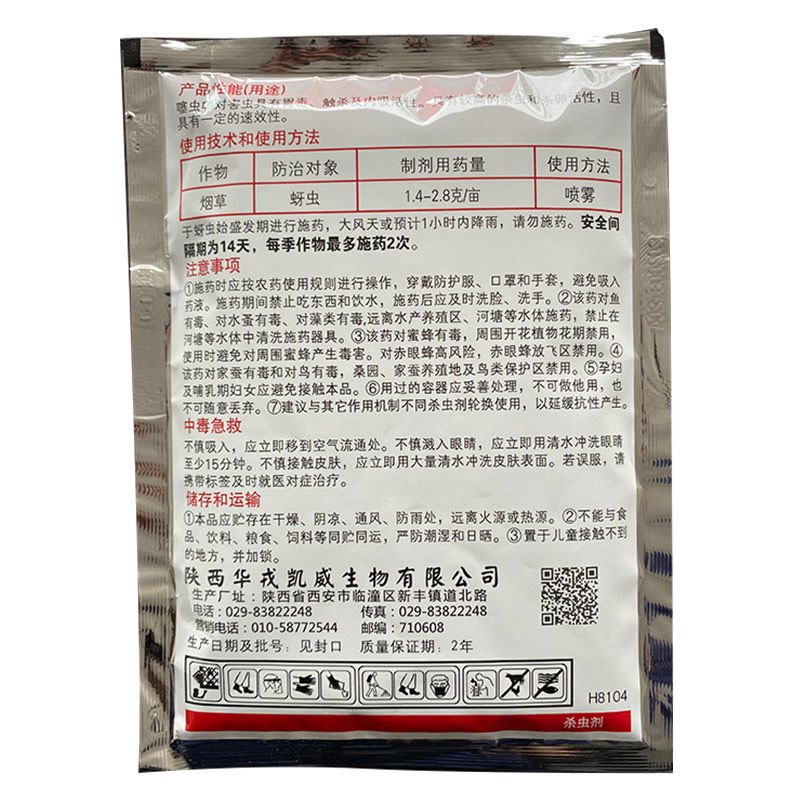 产品性能(用途)
噻虫 对害虫具有胃毒、触杀及内吸活性。具有较高的杀虫和杀卵活性，且
具有一定的速效性。
使用技术和使用方法
作物 防治对象 制剂用药量 使用方法
烟草 蚜虫 1.4-2.8克/亩 喷雾
于蚜虫始盛发期进行施药，大风天或预计1小时内降雨，请勿施药。安全间
隔期为14天，每季作物最多施药2次。
注意事项
①施药时应按农药使用规则进行操作，穿戴防护服、口罩和手套，避免吸入
药液。施药期间禁止吃东西和饮水，施药后应及时洗脸、洗手。②该药对鱼
有毒、对水蚤有毒、对藻类有毒,远离水产养殖区、河塘等水体施药，禁止在
河塘等水体中清洗施药器具。③该药对蜜蜂有毒，周围开花植物花期禁用，
使用时避免对周围蜜蜂产生毒害。对赤眼蜂高风险，赤眼蜂放飞区禁用。④
该药对家蚕有毒和对鸟有毒，桑园、家蚕养殖地及鸟类保护区禁用。⑤孕妇
及哺乳期妇女应避免接触本品。⑥用过的容器应妥善处理，不可做他用，也
不可随意丢弃。⑦建议与其它作用机制不同杀虫剂轮换使用，以延缓抗性产生。
中毒急救
不慎吸入，应立即移到空气流通处。不慎溅入眼睛，应立即用清水冲洗眼睛
至少15分钟。不慎接触皮肤，应立即用大量清水冲洗皮肤表面。若误服，请
携带标签及时就医对症治疗。
储存和运输
①本品应贮存在干燥、阴凉、通风、防雨处，远离火源或热源。②不能与食
品、饮料、粮食、饲料等同贮同运，严防潮湿和日晒。③置于儿童接触不到
的地方，并加锁。
陕西华戎凯威生物有限公司
生产厂址：陕西省西安市临潼区新丰镇道北路
电话：029-83822248 传真：029-83822248
营销电话：010-58772544 邮编：710608
生产日期及批号：见封口 质量保证期：2年
H8104
杀虫剂